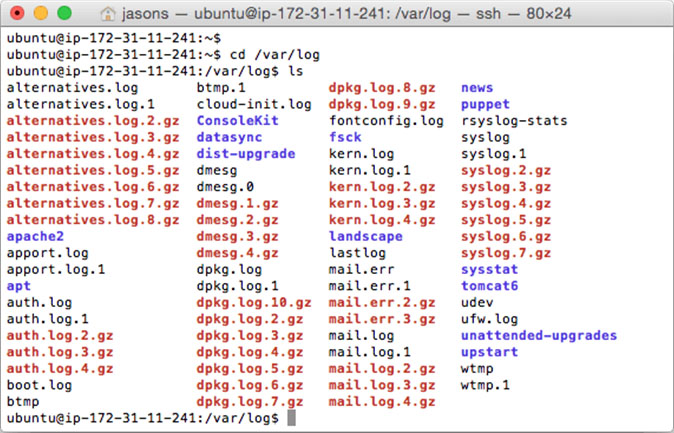 jasons — ubuntu@ip-172-31-11-241: /var/log — ssh — 80×24
ubuntu@ip-172-31-11-241:~$
ubuntu@ip-172-31-11-241:~$ cd /var/log
ubuntu@ip-172-31-11-241:/var/log$ ls
alternatives.log btmp.1 dpkg.log.8.gz news
alternatives.log.1 cloud-init.log dpkg.log.9.gz puppet
alternatives.log.2.gz ConsoleKit fontconfig.log rsyslog-stats
alternatives.log.3.gz datasync fsck syslog
alternatives.log.4.gz dist-upgrade kern.log syslog.1
alternatives.log.5.gz dmesg kern.log.1 syslog.2.gz
alternatives.log.6.gz dmesg.0 kern.log.2.gz syslog.3.gz
alternatives.log.7.gz dmesg.1.gz kern.log.3.gz syslog.4.gz
alternatives.log.8.gz dmesg.2.gz kern.log.4.gz syslog.5.gz
apache2 dmesg.3.gz landscape syslog.6.gz
apport.log dmesg.4.gz lastlog syslog.7.gz
apport.log.1 dpkg.log mail.err sysstat
apt dpkg.log.1 mail.err.1 tomcat6
auth.log dpkg.log.10.gz mail.err.2.gz udev
auth.log.1 dpkg.log.2.gz mail.err.3.gz ufw.log
auth.log.2.gz dpkg.log.3.gz mail.log unattended-upgrades
auth.log.3.gz dpkg.log.4.gz mail.log.1 upstart
auth.log.4.gz dpkg.log.5.gz mail.log.2.gz wtmp
boot.log dpkg.log.6.gz mail.log.3.gz wtmp.1
btmp dpkg.log.7.gz mail.log.4.gz
ubuntu@ip-172-31-11-241:/var/log$